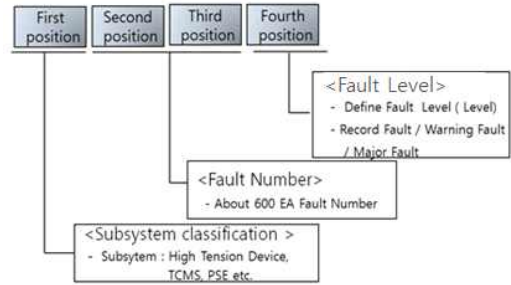 First position
Second position
Third position
Fourth position
<Fault Level>
- Define Fault Level ( Level)
- Record Fault / Warning Fault
/ Major Fault
<Fault Number>
- About 600 EA Fault Number
<Subsystem classification >
- Subsytem : High Tension Device,
TCMS, PSE etc.